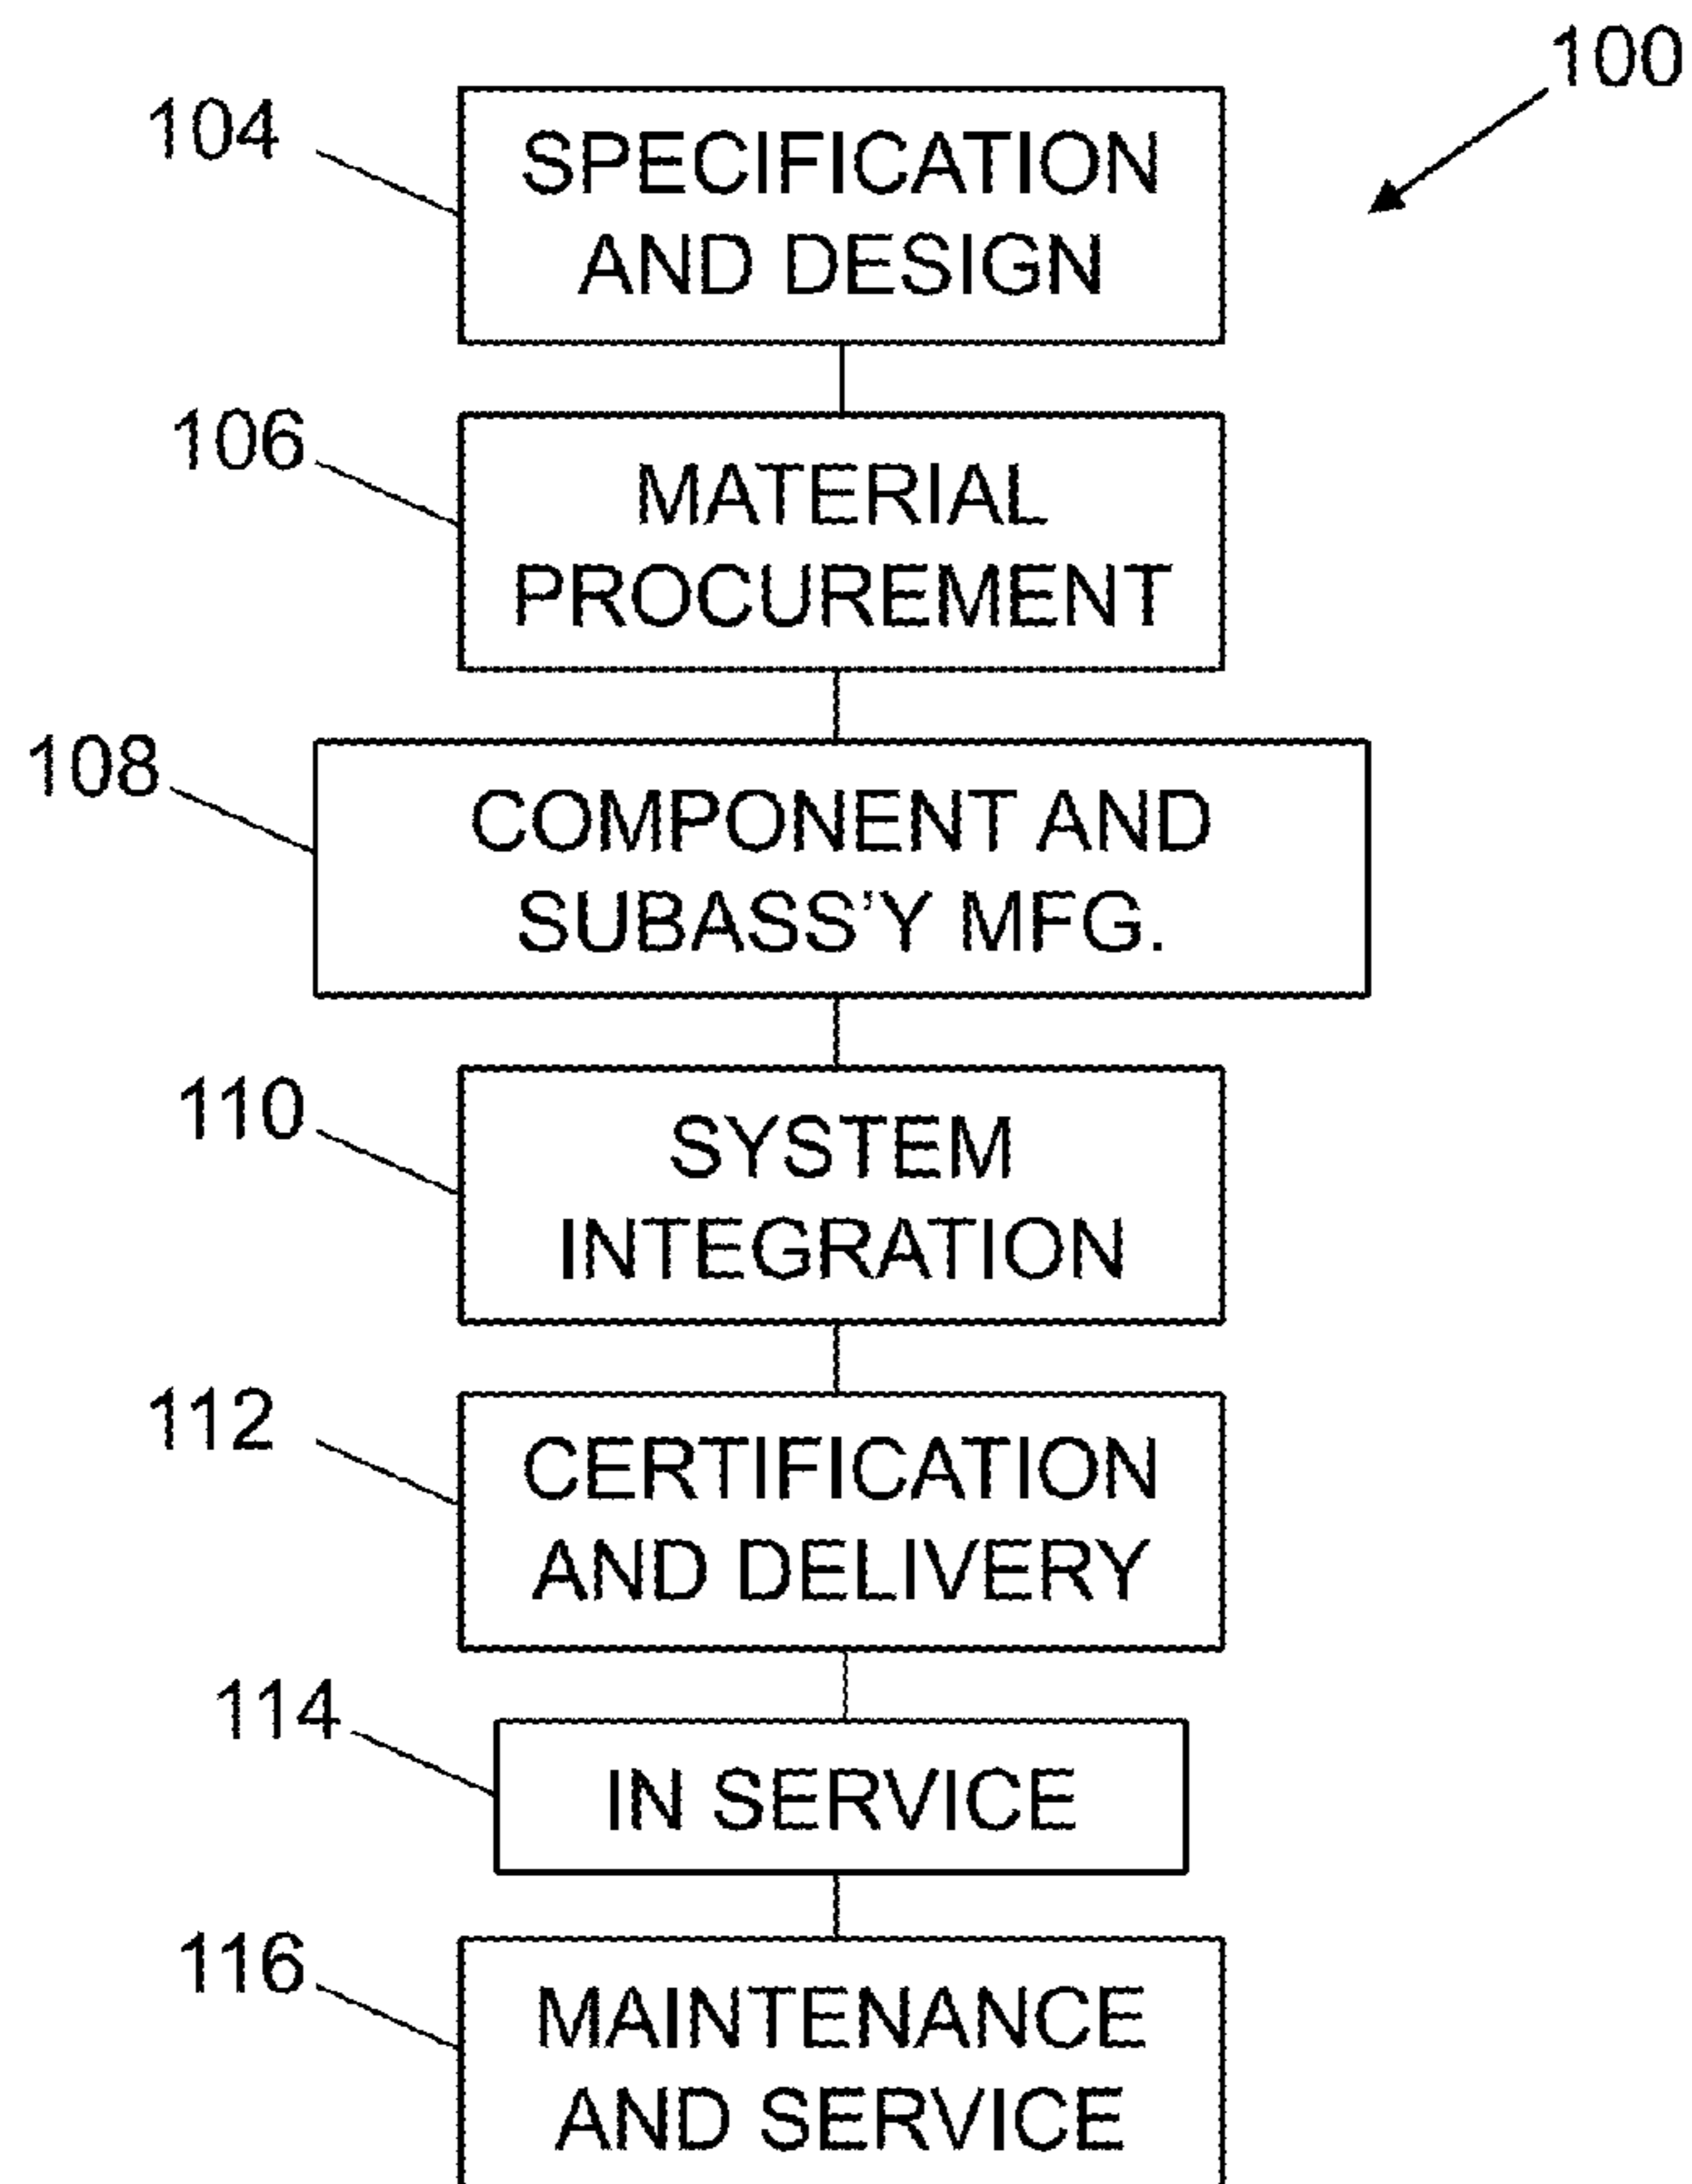 100
104
SPECIFICATION
AND DESIGN
106
MATERIAL
PROCUREMENT
108
COMPONENT AND
SUBASS'Y MFG.
110
SYSTEM
INTEGRATION
112
CERTIFICATION
AND DELIVERY
114
IN SERVICE
116
MAINTENANCE
AND SERVICE